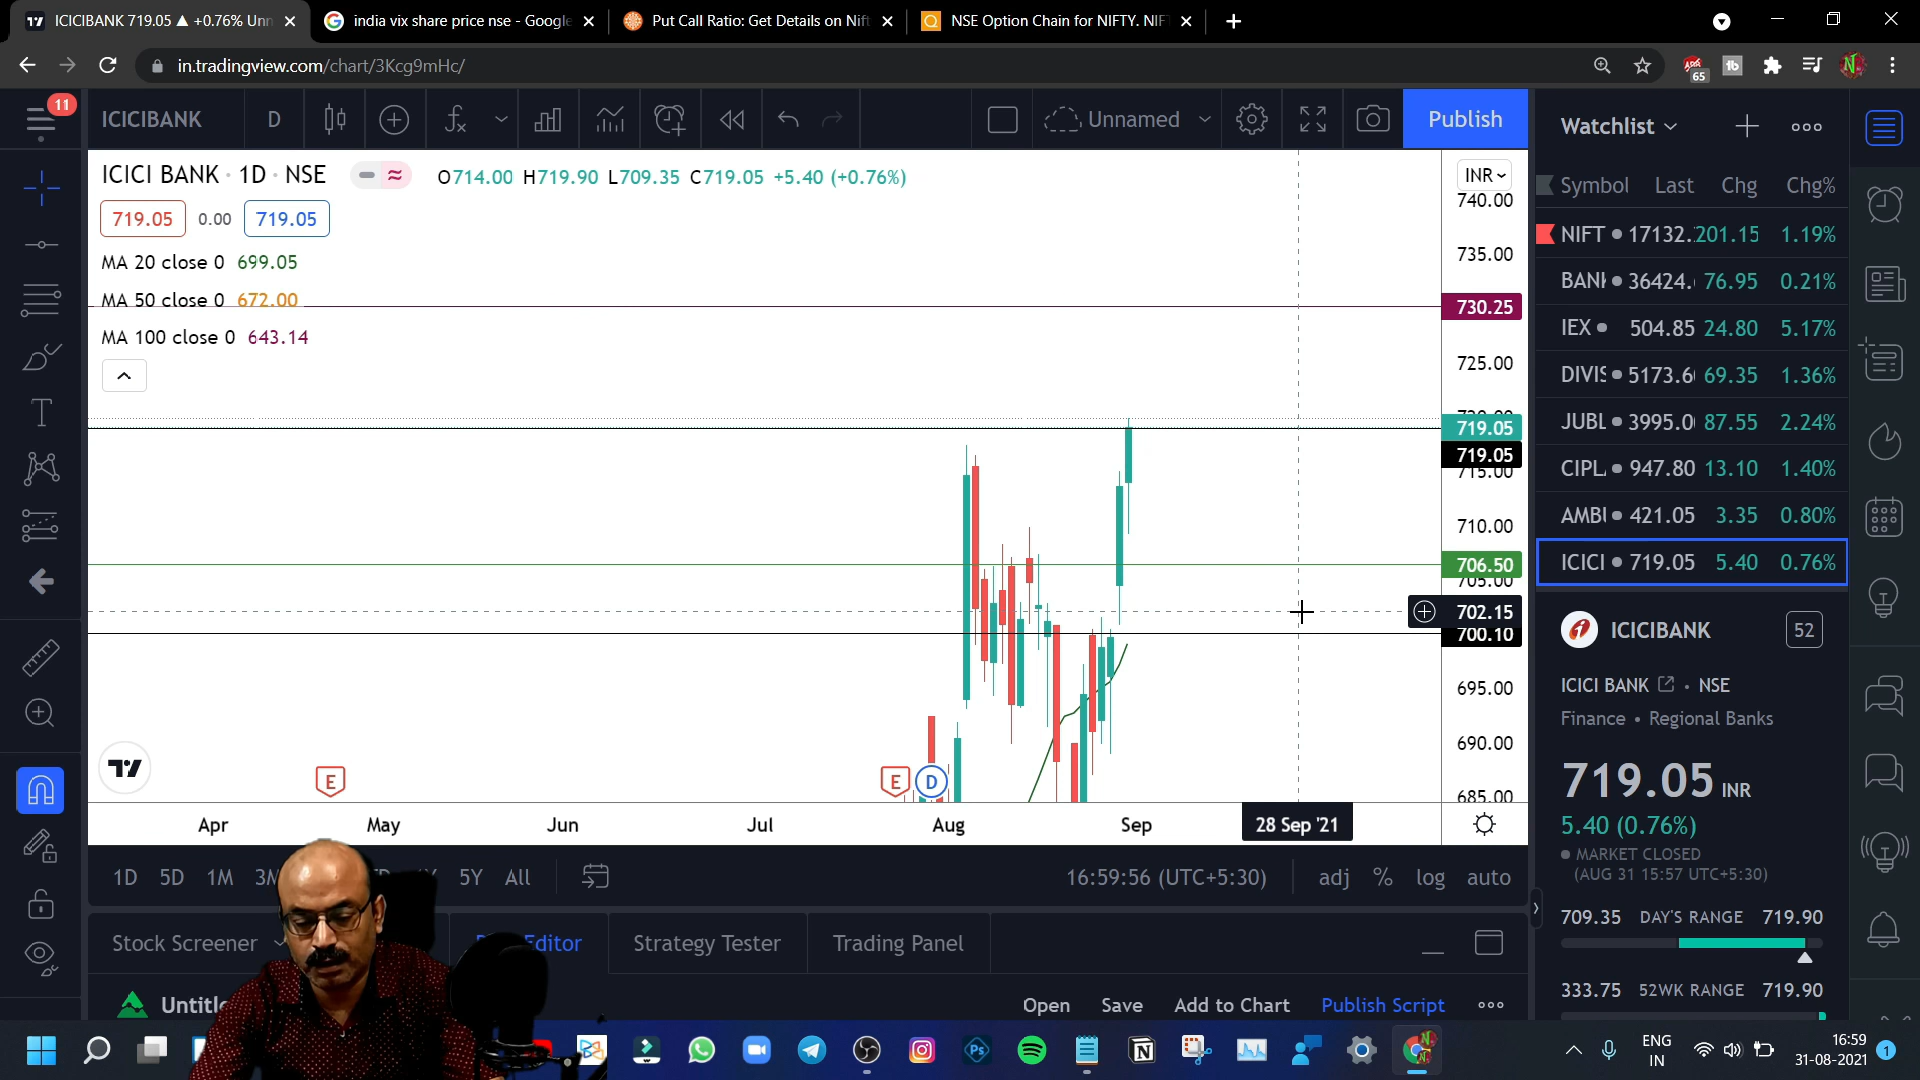 ICICIBANK 719.05 ▲ +0.76% Unn
india vix share price nse - Google
Put Call Ratio: Get Details on Nift
NSE Option Chain for NIFTY. NIF
in.tradingview.com/chart/3Kcg9mHc/
65
11
ICICIBANK
D
Unnamed
Publish
Watchlist
ICICI BANK · 1D · NSE
O714.00 H719.90 L709.35 C719.05 +5.40 (+0.76%)
INR
719.05 0.00 719.05
MA 20 close 0 699.05
MA 50 close 0 672.00
MA 100 close 0 643.14
740.00
735.00
730.25
725.00
719.05
719.05
715.00
710.00
706.50
705.00
702.15
700.10
695.00
690.00
685.00
E
E
D
Apr
May
Jun
Jul
Aug
Sep
28 Sep '21
1D 5D 1M 5Y All
16:59:56 (UTC+5:30)
adj % log auto
Stock Screener
Editor
Strategy Tester
Trading Panel
Open
Save
Add to Chart
Publish Script
Symbol Last Chg Chg%
NIFT 17132. 201.15 1.19%
BANK 36424. 76.95 0.21%
IEX 504.85 24.80 5.17%
DIVIS 5173.6 69.35 1.36%
JUBL 3995.0 87.55 2.24%
CIPL 947.80 13.10 1.40%
AMBU 421.05 3.35 0.80%
ICICI 719.05 5.40 0.76%
ICICIBANK
52
ICICI BANK · NSE
Finance • Regional Banks
719.05 INR
5.40 (0.76%)
MARKET CLOSED
(AUG 31 15:57 UTC+5:30)
709.35 DAY'S RANGE 719.90
333.75 52WK RANGE 719.90
Ps
ENG
IN
16:59
31-08-2021
1